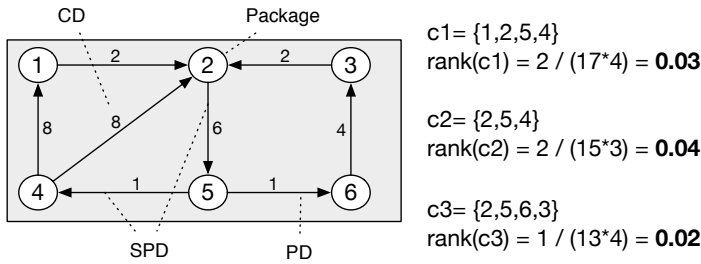 CD
Package
c1= {1,2,5,4}
rank(c1) = 2 / (17*4) = 0.03
1
2
2
2
3
8
8
6
4
c2= {2,5,4}
rank(c2) = 2 / (15*3) = 0.04
4
1
5
1
6
c3= {2,5,6,3}
rank(c3) = 1 / (13*4) = 0.02
SPD
PD